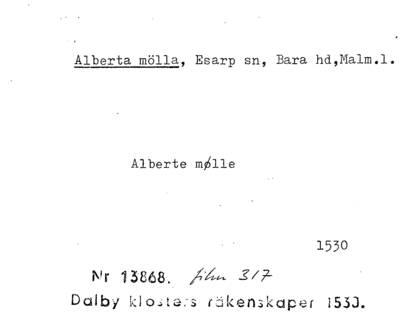 Alberta mölla, Esarp sn, Bara hd,Malm.l.
Alberte mølle
1530
Nr 13868. film 317
Dalby klosters räkenskaper 1530.